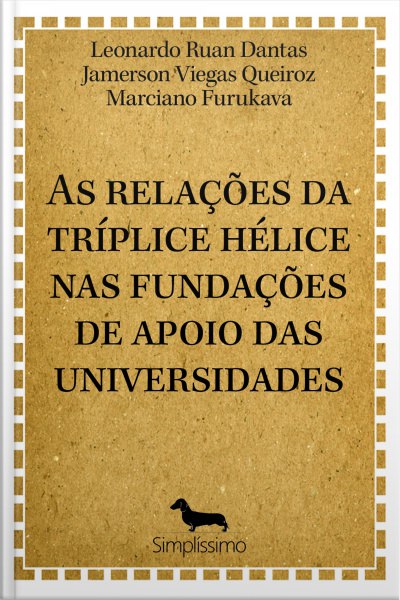 Leonardo Ruan Dantas
Jamerson Viegas Queiroz
Marciano Furukava
As relações da
tríplice hélice
nas fundações
de apoio das
universidades
Simplíssimo